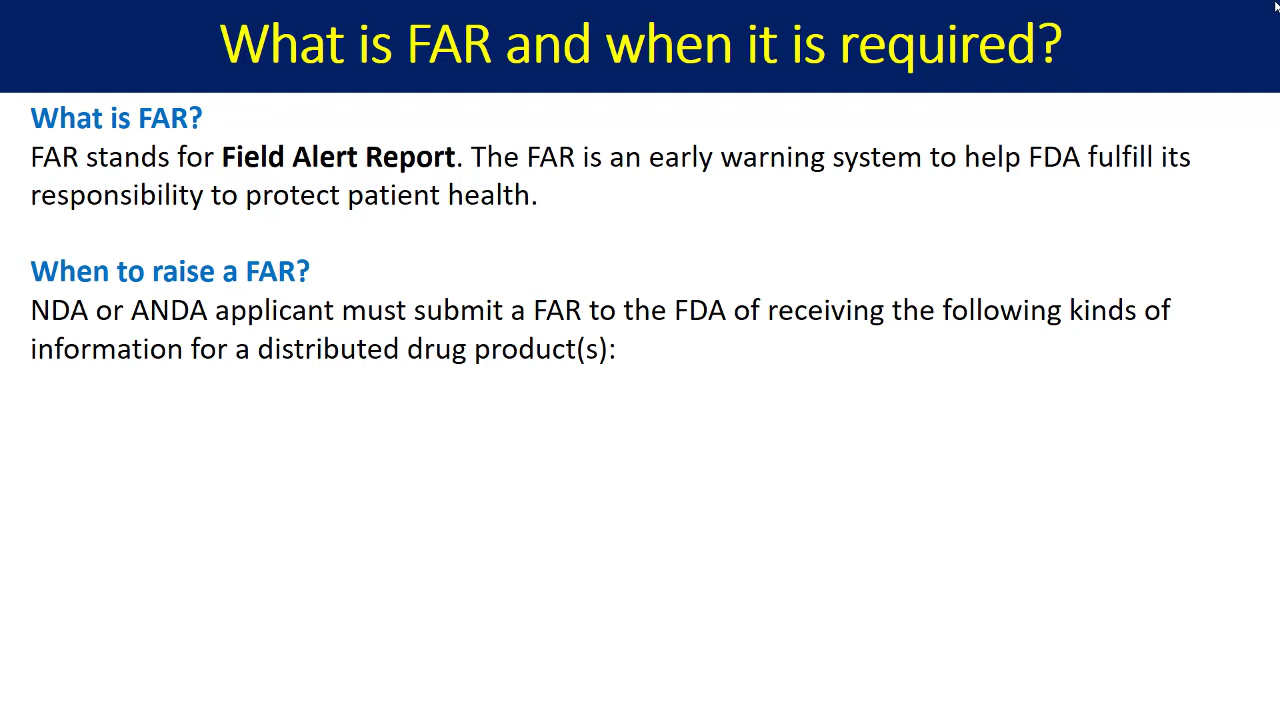 What is FAR and when it is required?
What is FAR?
FAR stands for Field Alert Report. The FAR is an early warning system to help FDA fulfill its
responsibility to protect patient health.
When to raise a FAR?
NDA or ANDA applicant must submit a FAR to the FDA of receiving the following kinds of
information for a distributed drug product(s):